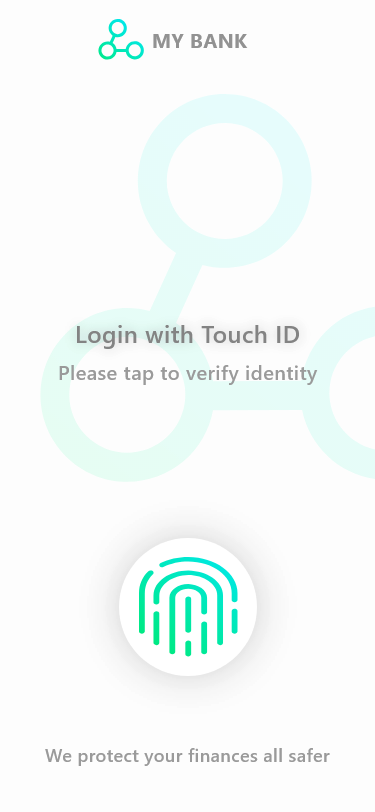 MY BANK
Login with Touch ID
Please tap to verify identity
We protect your finances all safer